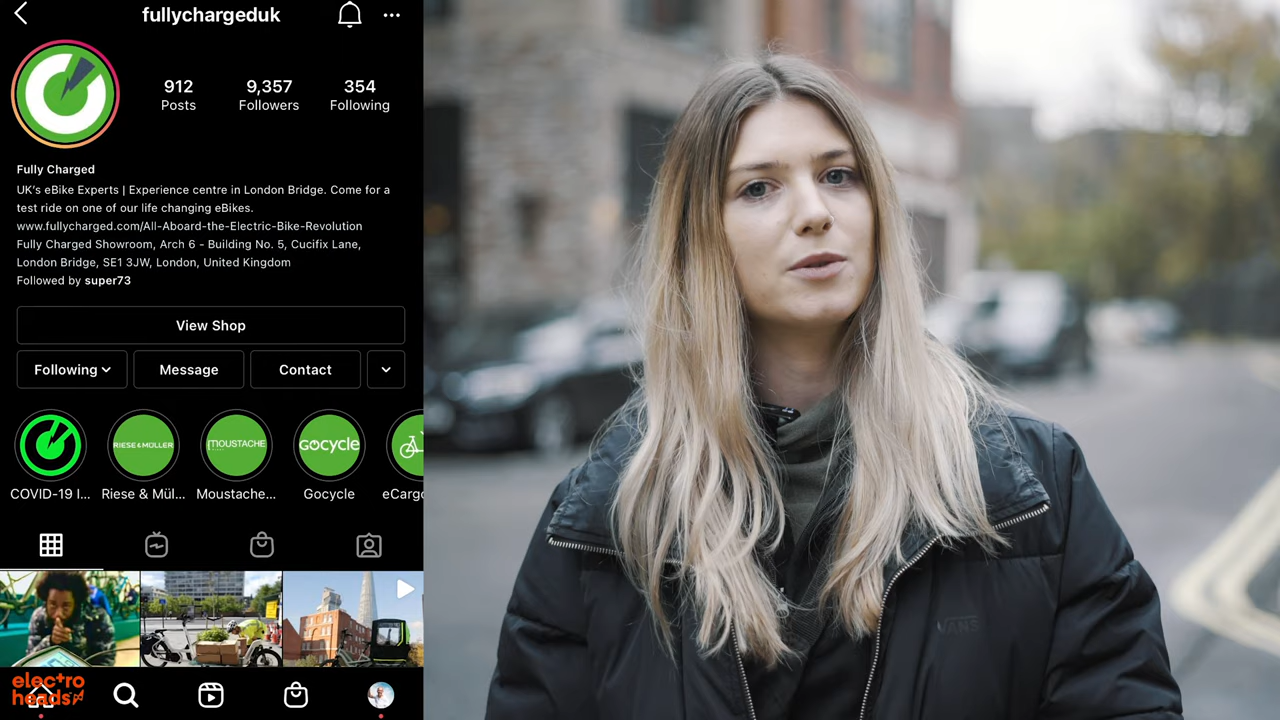 fullychargeduk
912
Posts
9,357
Followers
354
Following
Fully Charged
UK's eBike Experts | Experience centre in London Bridge. Come for a
test ride on one of our life changing eBikes.
www.fullycharged.com/All-Aboard-the-Electric-Bike-Revolution
Fully Charged Showroom, Arch 6 - Building No. 5, Cucifix Lane,
London Bridge, SE1 3JW, London, United Kingdom
Followed by super73
View Shop
Following
Message
Contact
RIESE & MÜLLER
MOUSTACHE
GOCYCLE
COVID-19 I...
Riese & Mül...
Moustache...
Gocycle
eCargo
electro
heads
VANS